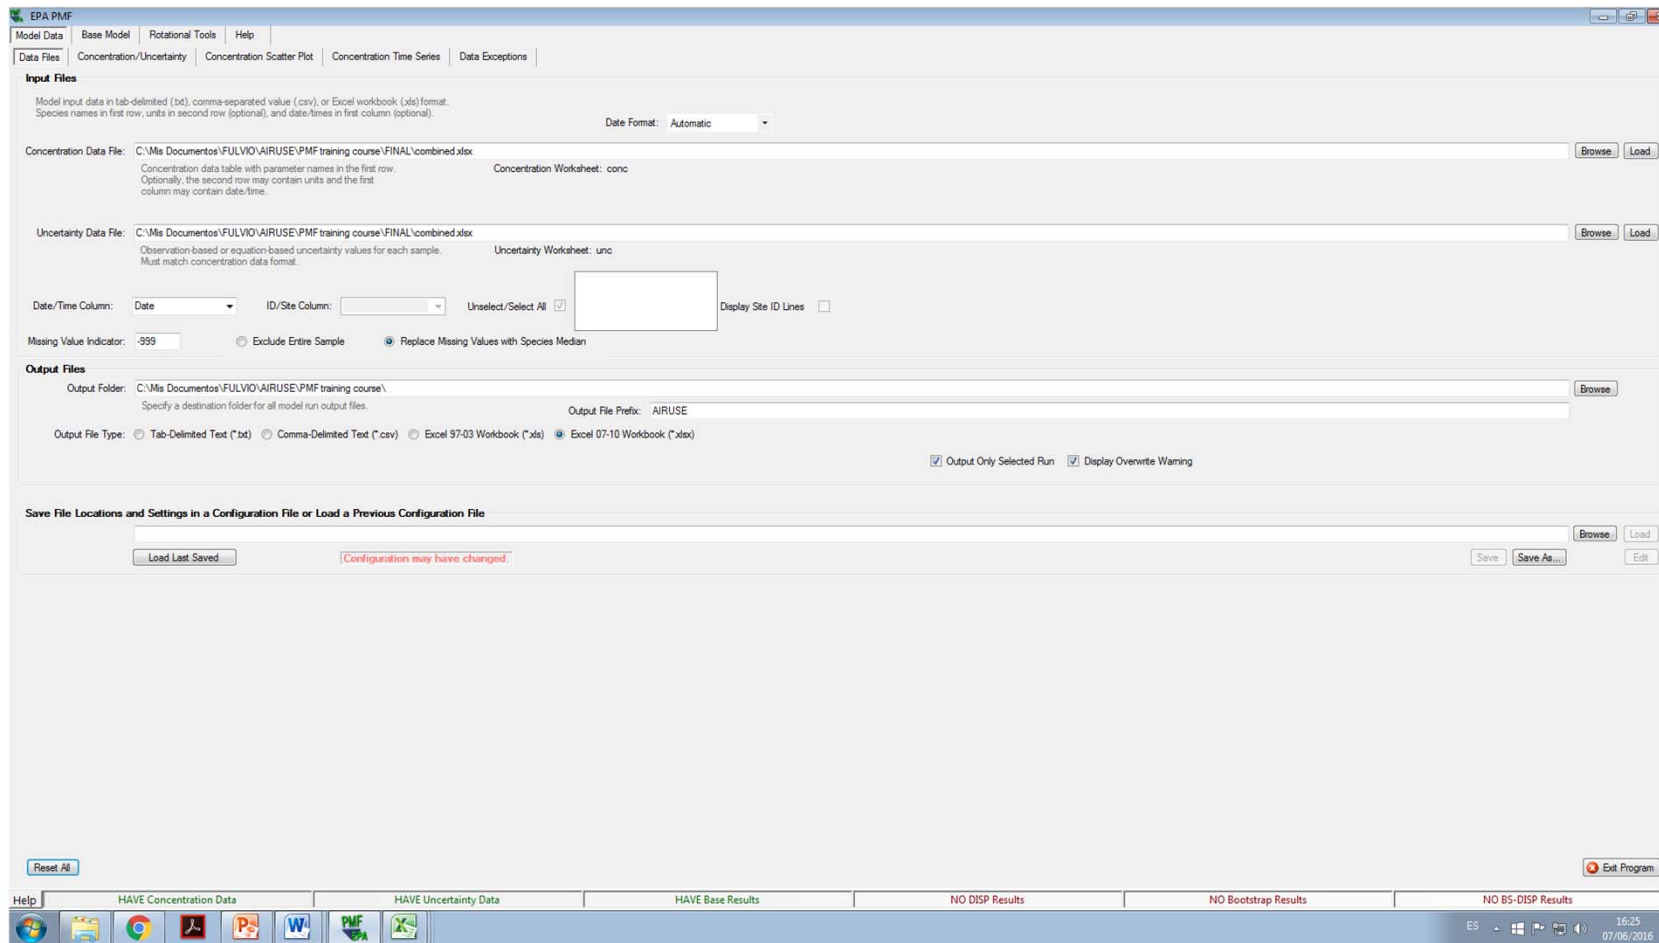 EPA PMF
Model Data Base Model Rotational Tools Help
Data Files Concentration/Uncertainty Concentration Scatter Plot Concentration Time Series Data Exceptions
Input Files
Model input data in tab-delimited (.txt), comma-separated value (.csv), or Excel workbook (.xls) format.
Species names in first row, units in second row (optional), and date/times in first column (optional).
Date Format: Automatic
Concentration Data File: C:\Mis Documentos\FULVIO\AIRUSE\PMF training course\FINAL\combined.xlsx Browse Load
Concentration data table with parameter names in the first row. Concentration Worksheet: conc
Optionally, the second row may contain units and the first
column may contain date/time.
Uncertainty Data File: C:\Mis Documentos\FULVIO\AIRUSE\PMF training course\FINAL\combined.xlsx Browse Load
Observation-based or equation-based uncertainty values for each sample. Uncertainty Worksheet: unc
Must match concentration data format.
Date/Time Column: Date ID/Site Column: Unselect/Select All Display Site ID Lines
Missing Value Indicator: -999 Exclude Entire Sample Replace Missing Values with Species Median
Output Files
Output Folder: C:\Mis Documentos\FULVIO\AIRUSE\PMF training course\ Browse
Specify a destination folder for all model run output files. Output File Prefix: AIRUSE
Output File Type: Tab-Delimited Text (*.txt) Comma-Delimited Text (*.csv) Excel 97-03 Workbook (*.xls) Excel 07-10 Workbook (*.xlsx)
Output Only Selected Run Display Overwrite Warning
Save File Locations and Settings in a Configuration File or Load a Previous Configuration File
Browse Load
Load Last Saved Configuration may have changed. Save Save As... Edit
Reset All Exit Program
Help HAVE Concentration Data HAVE Uncertainty Data HAVE Base Results NO DISP Results NO Bootstrap Results NO BS-DISP Results
PMF EPA
ES 16:25
07/06/2016